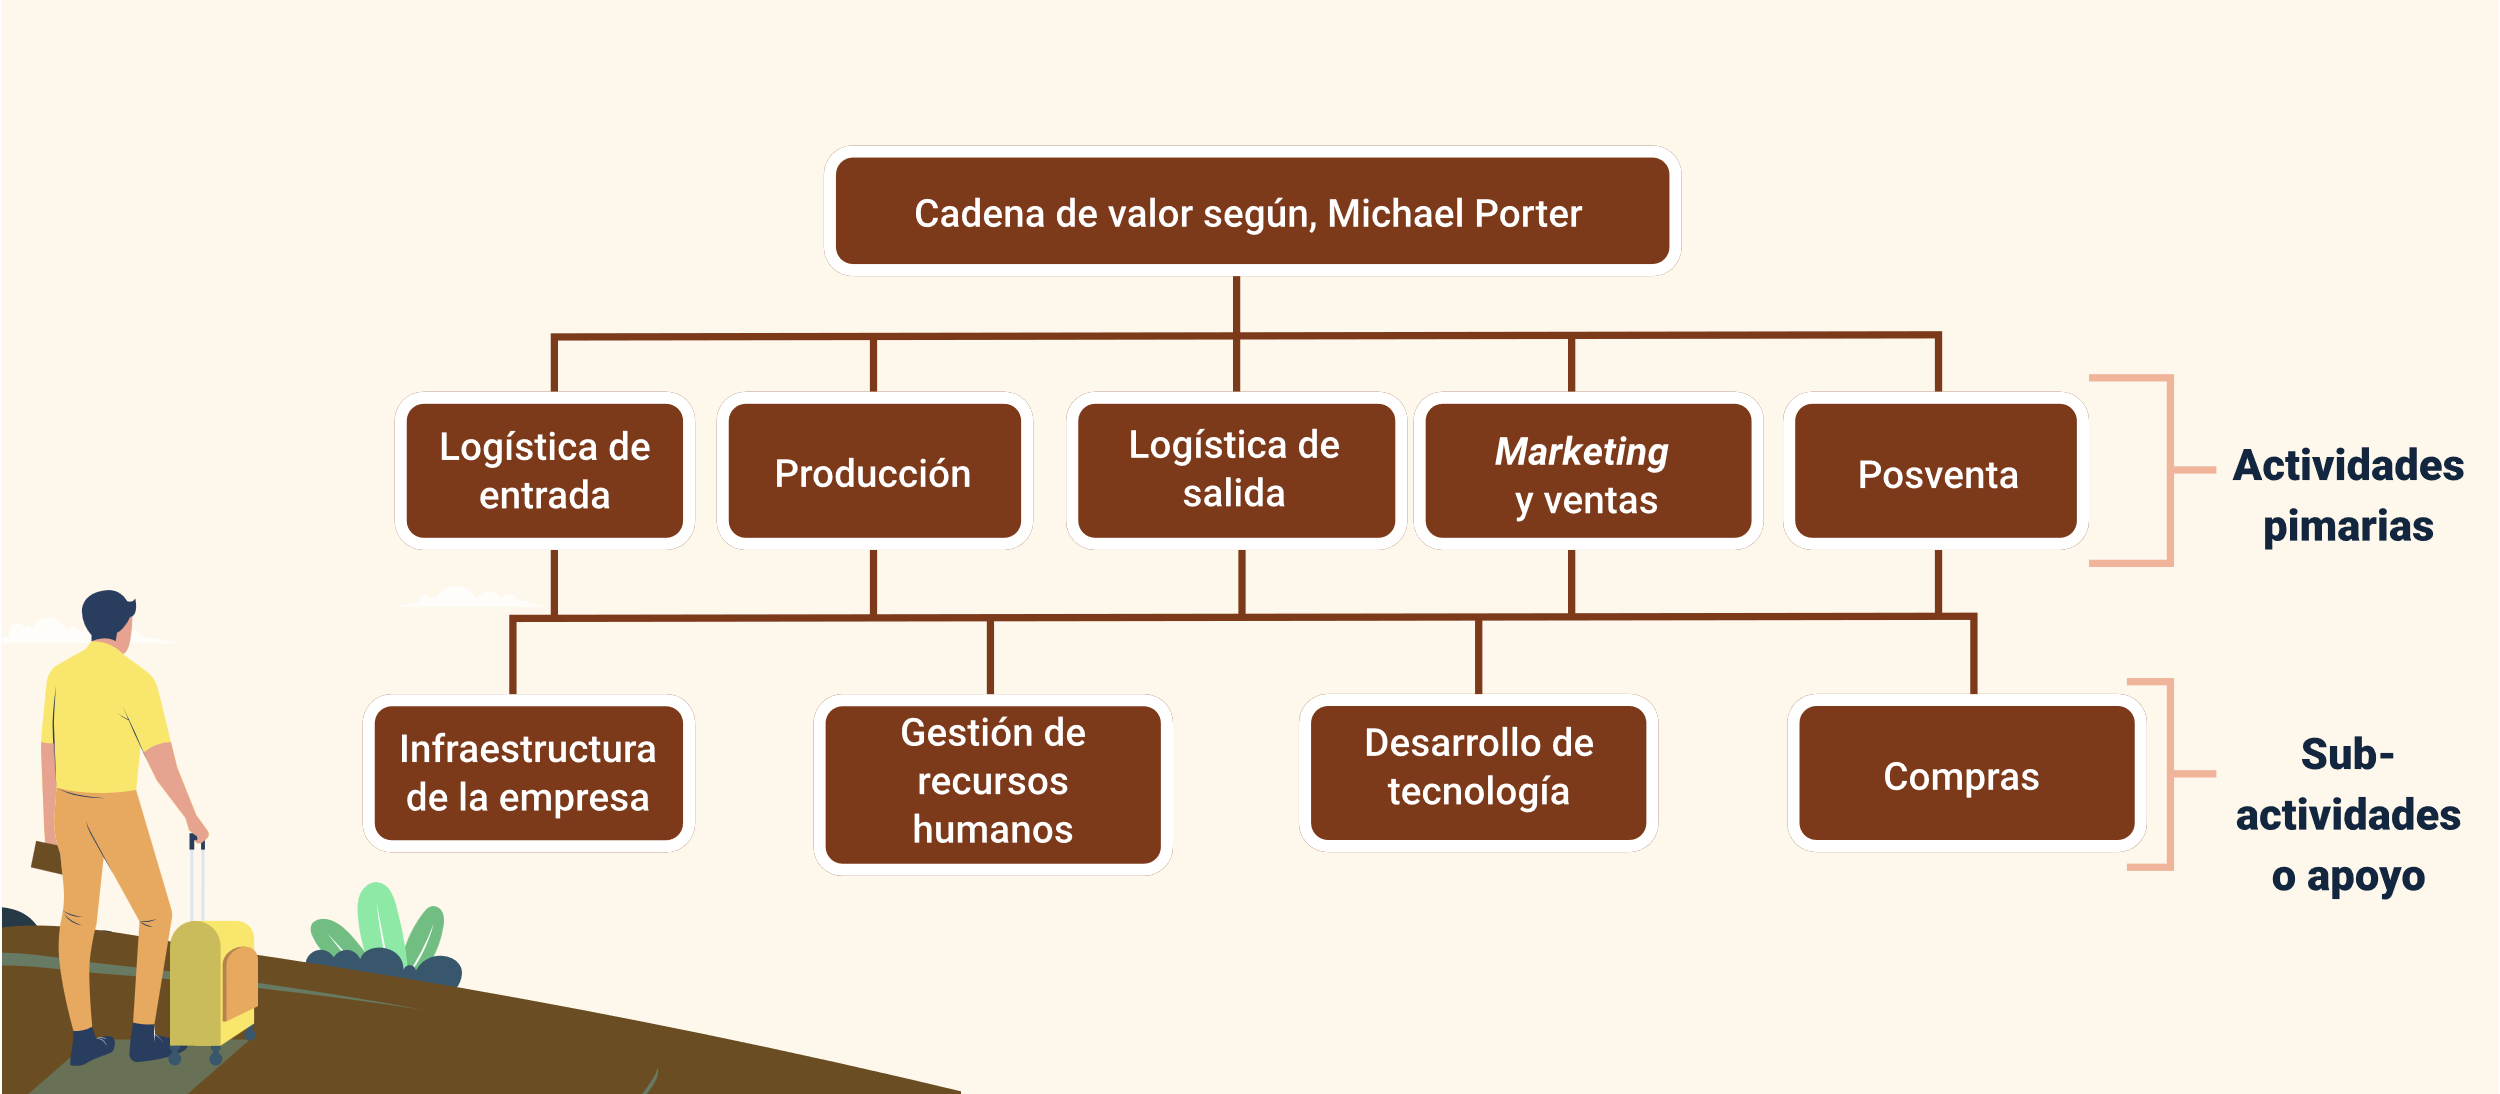 Cadena de valor según, Michael Porter
Logística de
entrada
Producción
Logística de
salida
Marketing
y ventas
Posventa
Actividades
pimarias
Infraestructura
de la empresa
Gestión de
recursos
humanos
Desarrollo de
tecnología
Compras
Sub-
actividades
o apoyo